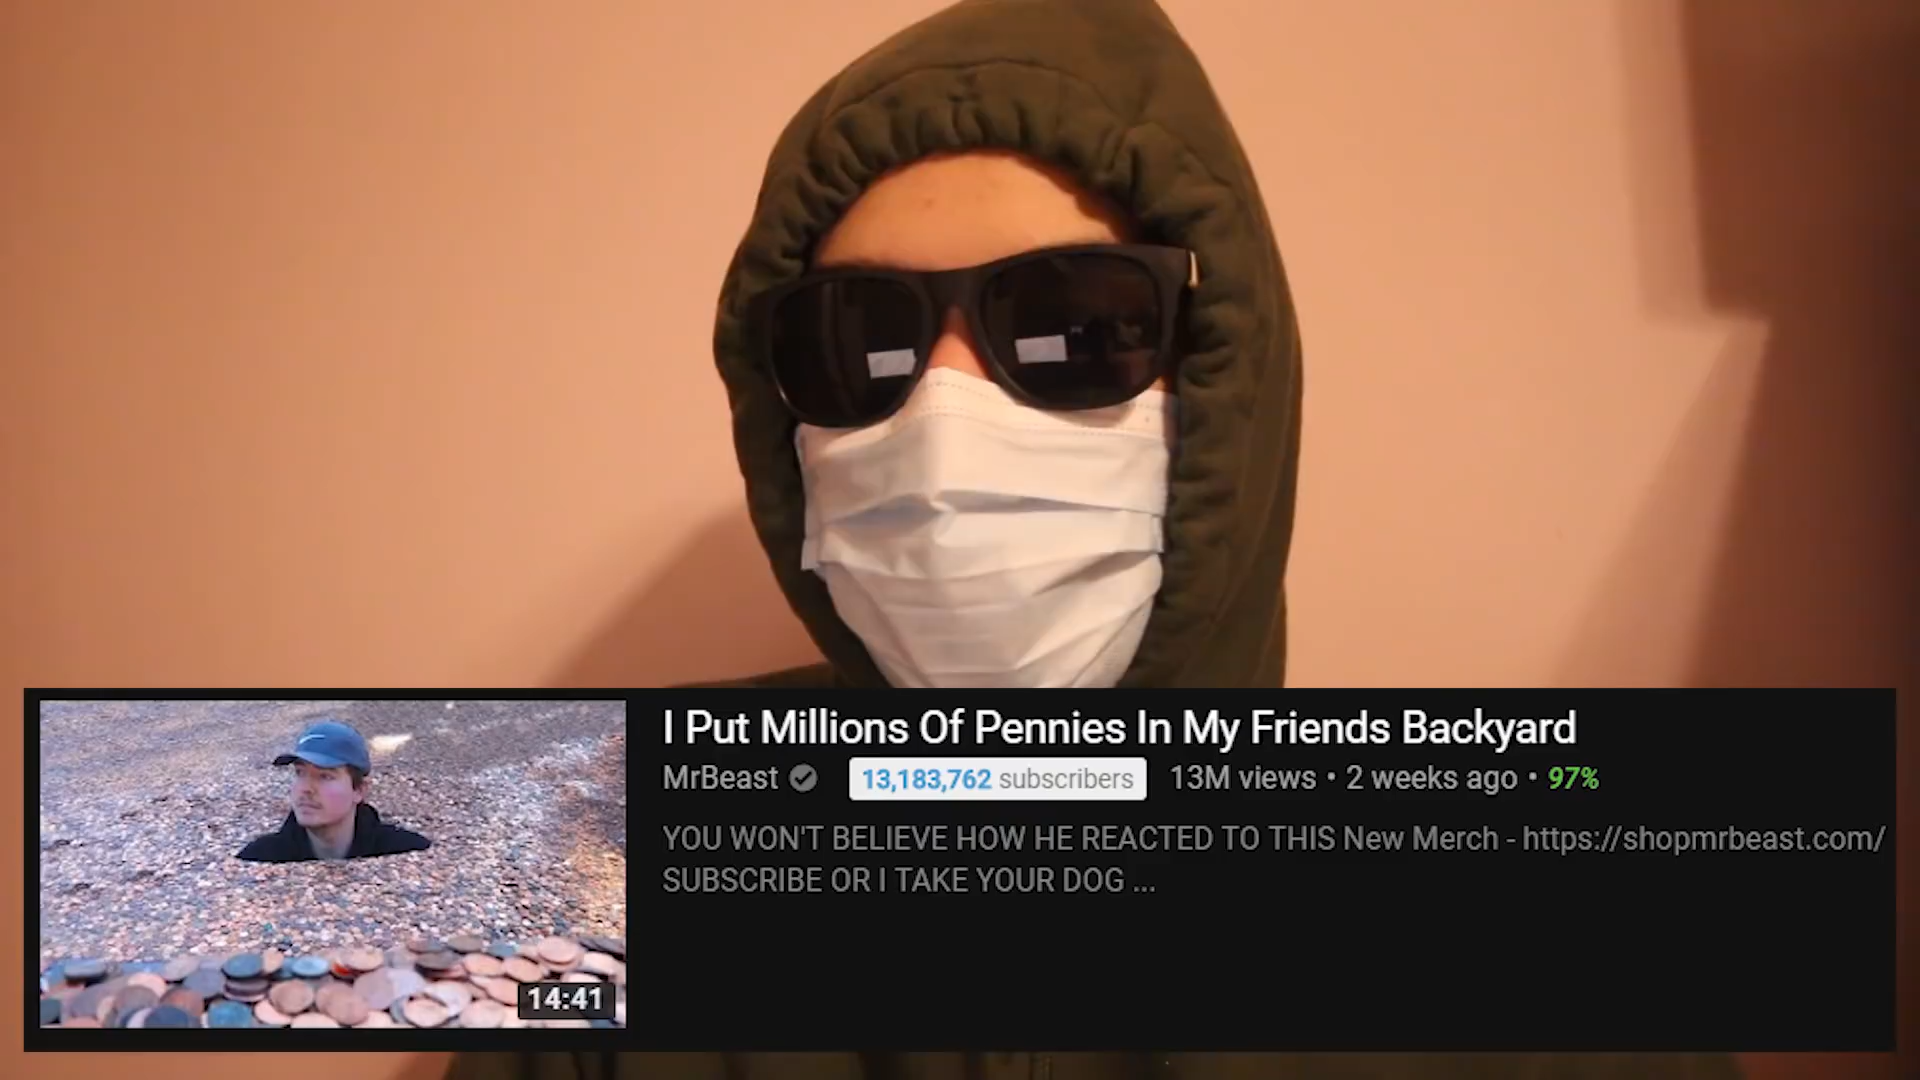 I Put Millions Of Pennies In My Friends Backyard
MrBeast 13,183,762 subscribers 13M views • 2 weeks ago • 97%
YOU WON'T BELIEVE HOW HE REACTED TO THIS New Merch - https://shopmrbeast.com/
SUBSCRIBE OR I TAKE YOUR DOG ...
14:41